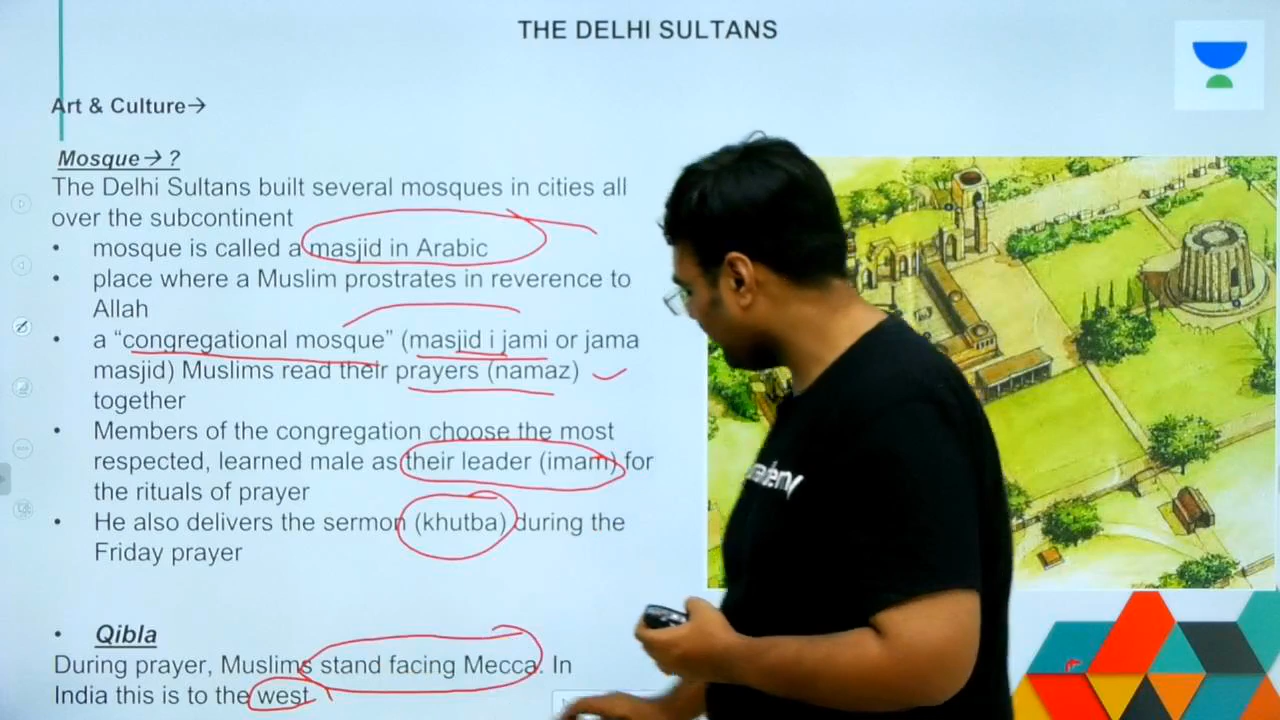 THE DELHI SULTANS
Art & Culture→
Mosque→ ?
The Delhi Sultans built several mosques in cities all
over the subcontinent
• mosque is called a masjid in Arabic
• place where a Muslim prostrates in reverence to
Allah
• a “congregational mosque” (masjid i jami or jama
masjid) Muslims read their prayers (namaz)
together
• Members of the congregation choose the most
respected, learned male as their leader (imam) for
the rituals of prayer
• He also delivers the sermon (khutba) during the
Friday prayer
• Qibla
During prayer, Muslims stand facing Mecca. In
India this is to the west